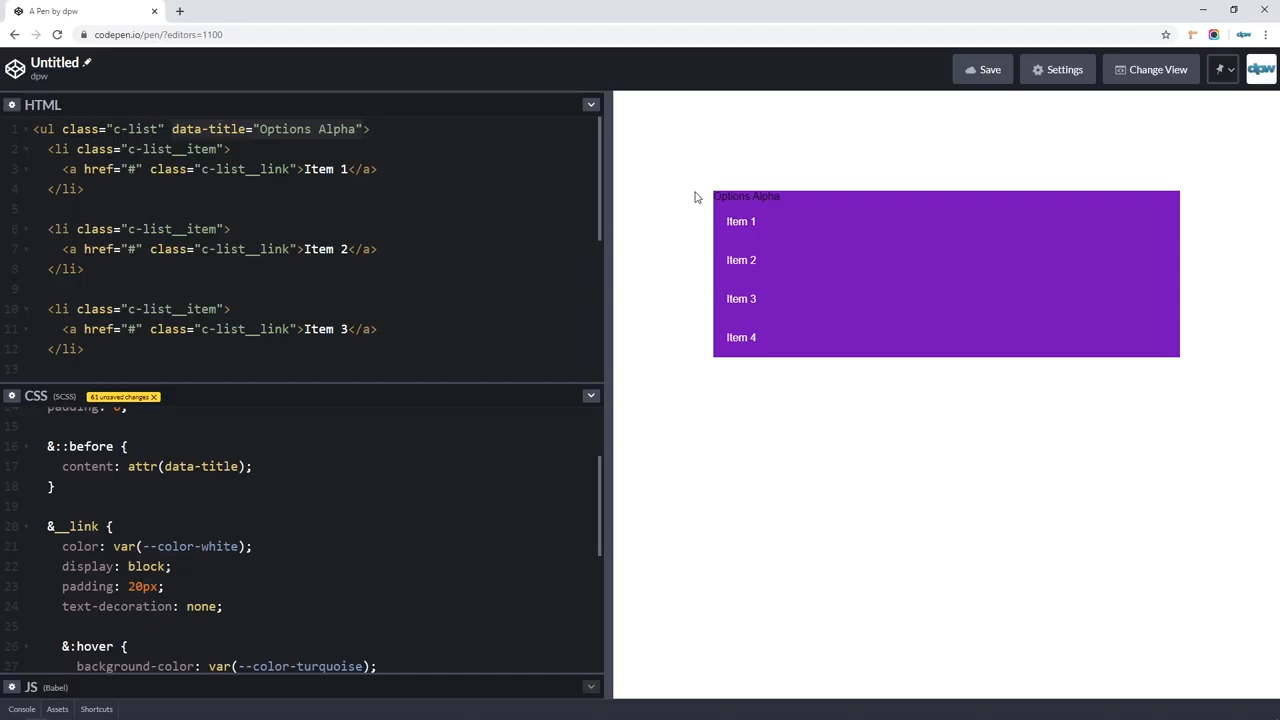 A Pen by dpw
codepen.io/pen/?editors=1100
dpw
Untitled
dpw
Save
Settings
Change View
dpw
HTML
1 <ul class="c-list" data-title="Options Alpha">
2 <li class="c-list__item">
3 <a href="#" class="c-list__link">Item 1</a>
4 </li>
5
6 <li class="c-list__item">
7 <a href="#" class="c-list__link">Item 2</a>
8 </li>
9
10 <li class="c-list__item">
11 <a href="#" class="c-list__link">Item 3</a>
12 </li>
13
CSS (SCSS) 61 unsaved changes X
14 padding: 0;
15
16 &::before {
17 content: attr(data-title);
18 }
19
20 &__link {
21 color: var(--color-white);
22 display: block;
23 padding: 20px;
24 text-decoration: none;
25
26 &:hover {
27 background-color: var(--color-turquoise);
JS (Babel)
Console Assets Shortcuts
Options Alpha
Item 1
Item 2
Item 3
Item 4